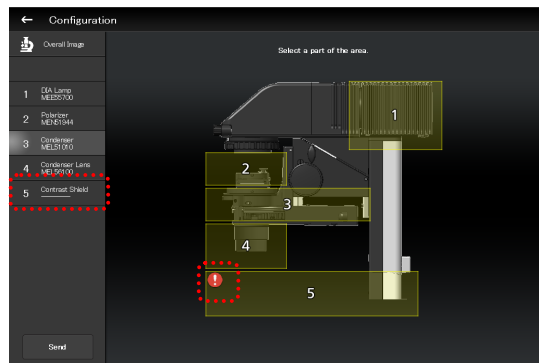 ← Configuration
Overall Image
Select a part of the area.
1 DIA Lamp
MEE55700
2 Polarizer
MEN51944
3 Condenser
MEL51010
4 Condenser Lens
MEL56100
5 Contrast Shield
1
2
3
4
!
5
Send